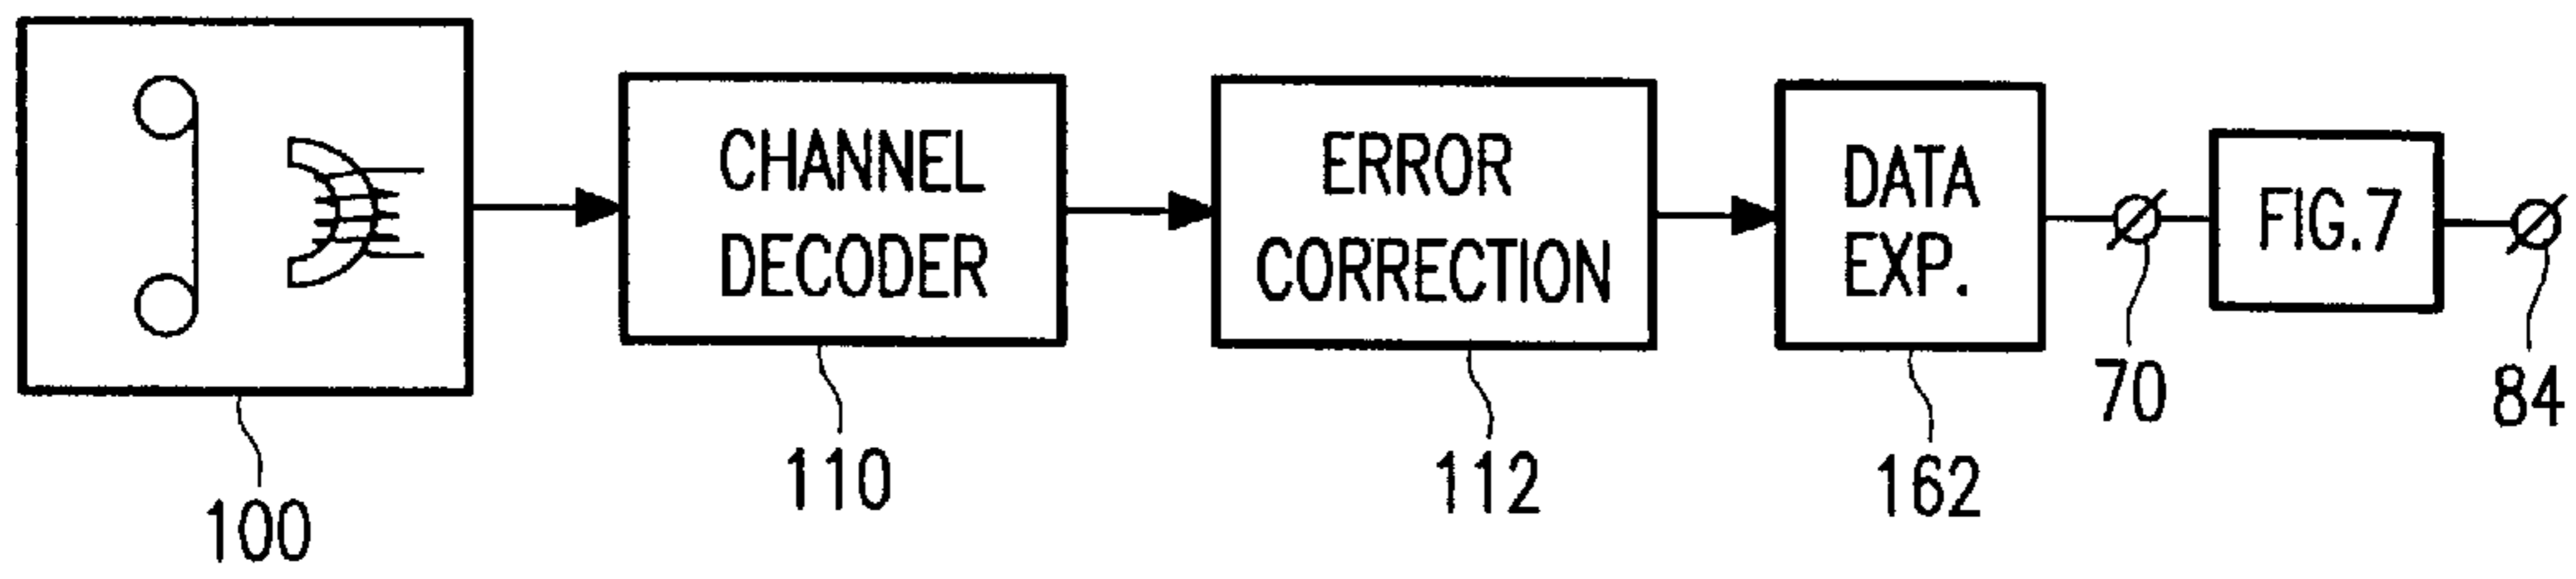 CHANNEL
DECODER
ERROR
CORRECTION
DATA
EXP.
FIG.7
100
110
112
162
70
84